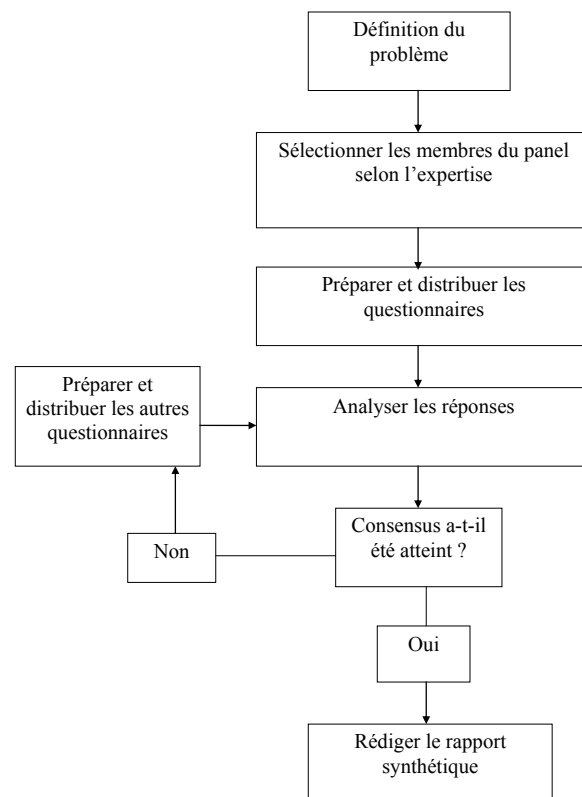 Définition du
problème
Sélectionner les membres du panel
selon l’expertise
Préparer et distribuer les
questionnaires
Préparer et
distribuer les autres
questionnaires
Analyser les réponses
Consensus a-t-il
été atteint ?
Non
Oui
Rédiger le rapport
synthétique